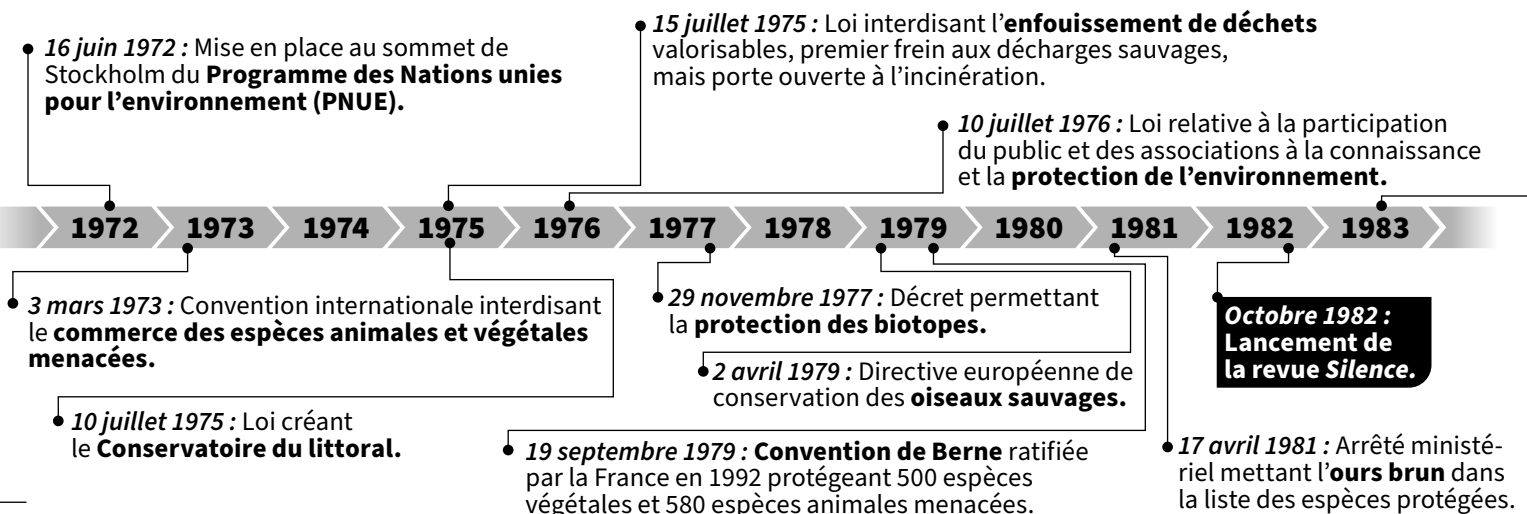 16 juin 1972 : Mise en place au sommet de
Stockholm du Programme des Nations unies
pour l’environnement (PNUE).
15 juillet 1975 : Loi interdisant l’enfouissement de déchets
valorisables, premier frein aux décharges sauvages,
mais porte ouverte à l’incinération.
10 juillet 1976 : Loi relative à la participation
du public et des associations à la connaissance
et la protection de l’environnement.
1972 1973 1974 1975 1976 1977 1978 1979 1980 1981 1982 1983
3 mars 1973 : Convention internationale interdisant
le commerce des espèces animales et végétales
menacées.
10 juillet 1975 : Loi créant
le Conservatoire du littoral.
29 novembre 1977 : Décret permettant
la protection des biotopes.
2 avril 1979 : Directive européenne de
conservation des oiseaux sauvages.
19 septembre 1979 : Convention de Berne ratifiée
par la France en 1992 protégeant 500 espèces
végétales et 580 espèces animales menacées.
Octobre 1982 :
Lancement de
la revue Silence.
17 avril 1981 : Arrêté ministé-
riel mettant l’ours brun dans
la liste des espèces protégées.